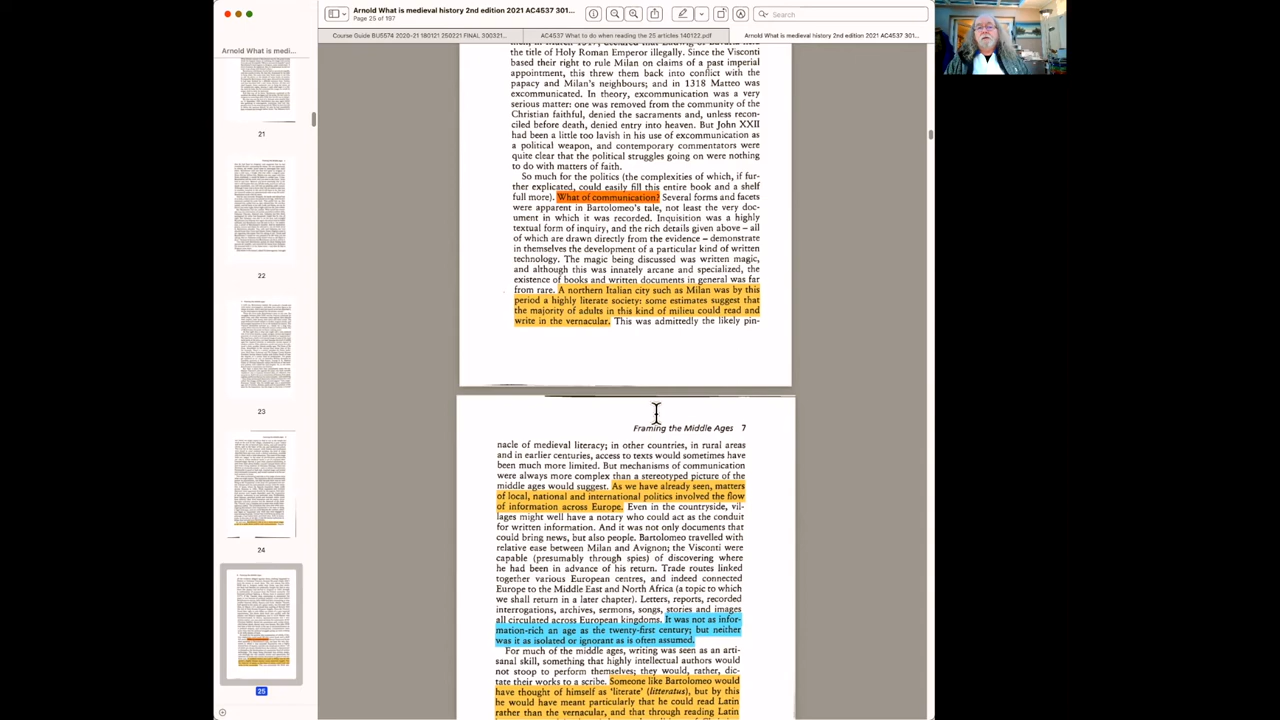 Arnold What is medieval history 2nd edition 2021 AC4537 301...
Page 25 of 197
Search
Course Guide BU5574 2020-21 180121 250221 FINAL 300321...
AC4537 What to do when reading the 25 articles 140122.pdf
Arnold What is medieval history 2nd edition 2021 AC4537 301...
Arnold What is medi...
21
22
23
24
25
the title of Holy Roman Emperor illegally. Since the Visconti
based their right to rule Milan on claims of a past imperial
appointment, this threw them back into conflict with the
papacy and Milan's neighbours; and in 1318 Matteo was
excommunicated. In theory, excommunication was a very
serious matter: one was removed from the community of the
Christian faithful, denied the sacraments and, unless recon-
ciled before death, denied entry into heaven. But John XXII
had been a little too lavish in his use of excommunication as
a political weapon, and contemporary commentators were
quite clear that the political struggles going on were nothing
to do with matters of faith.
So much for the politics (the complexities of which, if fur-
ther explicated, could easily fill this entire book and a shelf
full more). What of communication? Several forms and facets
were apparent in Bartolomeo's tale, not least the very doc-
ument in which it was recorded. Inquisition was a highly
textual form of inquiry, and the rich details given above – all
of which are drawn directly from the evidence – demonstrate
in themselves the development of a particular kind of written
technology. The magic being discussed was written magic,
and although this was innately arcane and specialized, the
existence of books and written documents in general was far
from rare. A northern Italian city such as Milan was by this
period a highly literate society: some estimates suggest that
the majority of adults in this kind of milieu could read and
write in the vernacular. This was admittedly the likely pin-
Framing the Middle Ages 7
nacle of medieval literacy; in other countries, in rural areas
and in earlier centuries, access to texts would sometimes have
been much more limited. But mechanisms of communication
were always more complex than a stereotyped picture of the
middle ages would suggest. As we have already seen, matters
of local, national and international politics involved the flow
of information across Europe. Even in the countryside, vil-
lages might well have a notary who could act as the conduit
for written information. And it was not only documents that
could bring news, but also people. Bartolomeo travelled with
relative ease between Milan and Avignon; the Visconti were
capable (presumably through spies) of discovering where
he had been in advance of his return. Trade routes linked
together various European centres, and indeed connected
Europe to the Middle East and North Africa (a topic to which
we shall return in a later chapter). Letters, reports, recorded
interrogations, archives, sermons, songs, stories and images
all circulated across European kingdoms. It was not as infor-
mation-rich an age as the twenty-first century; but neither
was it as isolated or ignorant as is often assumed.
For much of the middle ages, writing was seen as an arti-
sanal skill, something that highly intellectual authors would
not stoop to perform themselves; they would, rather, dic-
tate their works to a scribe. Someone like Bartolomeo would
have thought of himself as 'literate' (litteratus), but by this
he would have meant particularly that he could read Latin
rather than the vernacular, and that through reading Latin